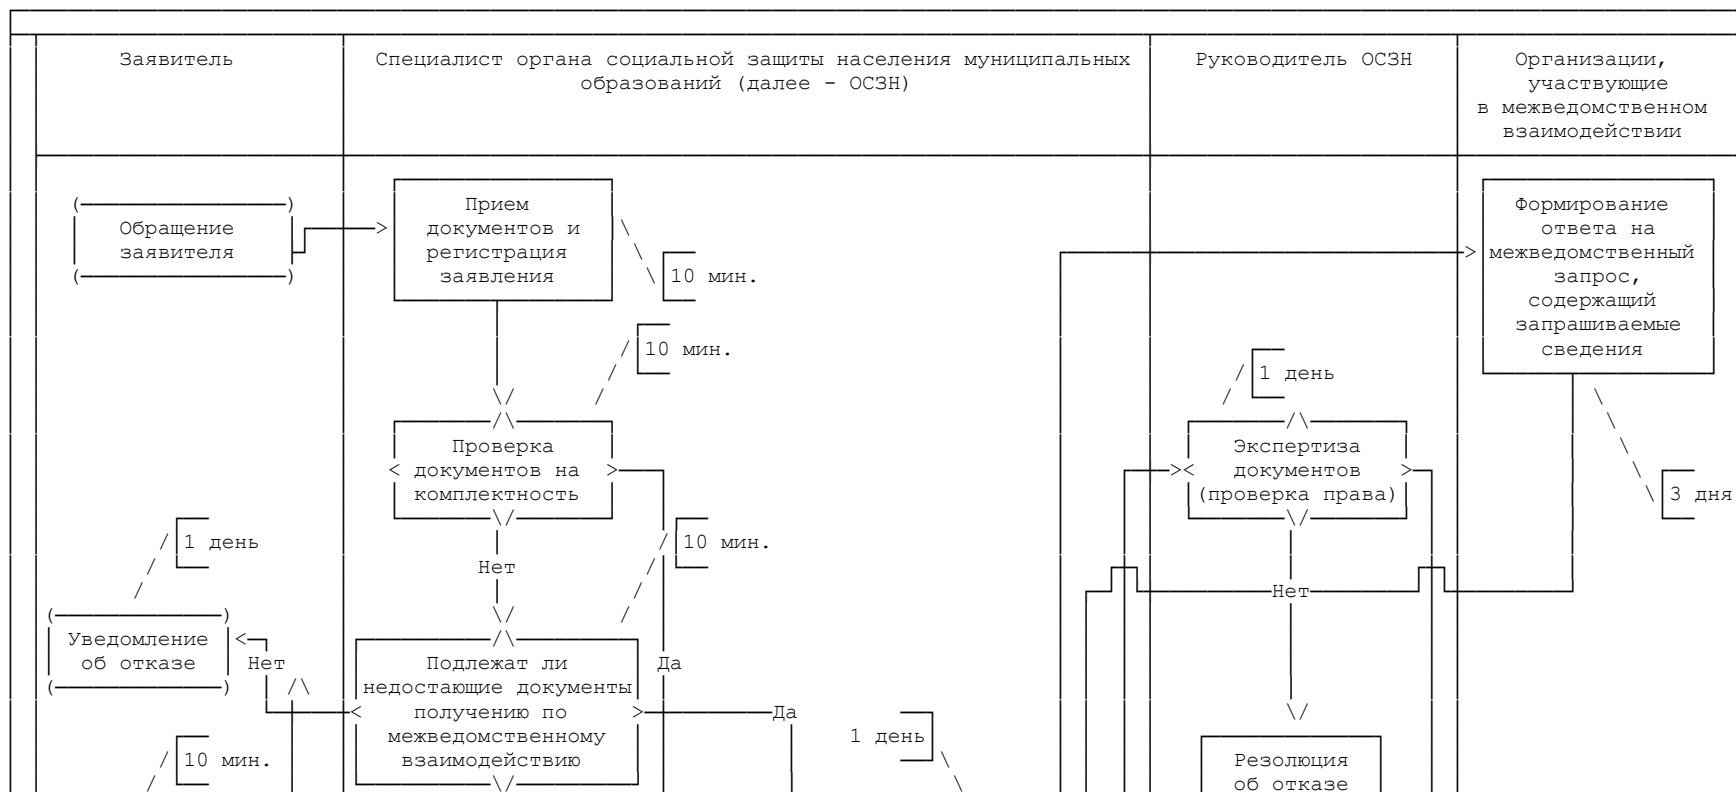 Заявитель
Специалист органа социальной защиты населения муниципальных
образований (далее - ОСЗН)
Руководитель ОСЗН
Организации,
участвующие
в межведомственном
взаимодействии
Обращение
заявителя
Прием
документов и
регистрация
заявления
10 мин.
Формирование
ответа на
межведомственный
запрос,
содержащий
запрашиваемые
сведения
10 мин.
1 день
Проверка
документов на
комплектность
Экспертиза
документов
(проверка права)
3 дня
1 день
Нет
10 мин.
Нет
Уведомление
об отказе
Нет
Подлежат ли
недостающие документы
получению по
межведомственному
взаимодействию
Да
Да
1 день
10 мин.
Резолюция
об отказе